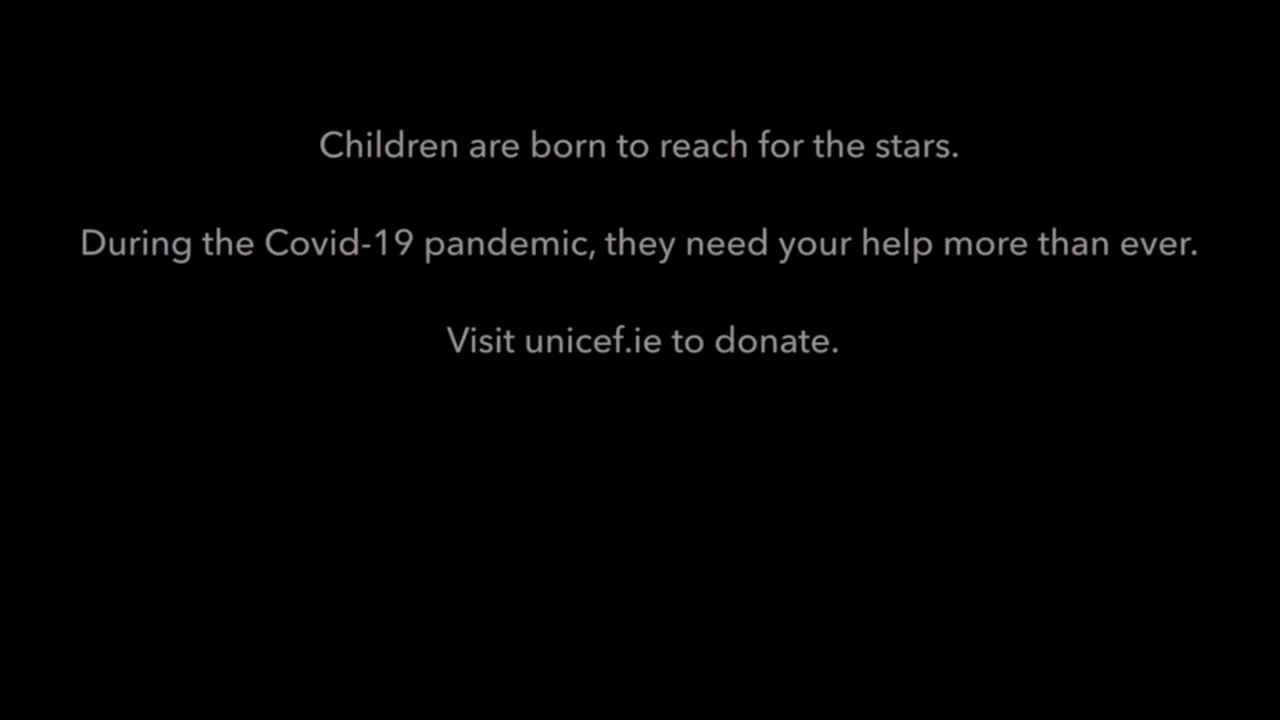 Children are born to reach for the stars.
During the Covid-19 pandemic, they need your help more than ever.
Visit unicef.ie to donate.